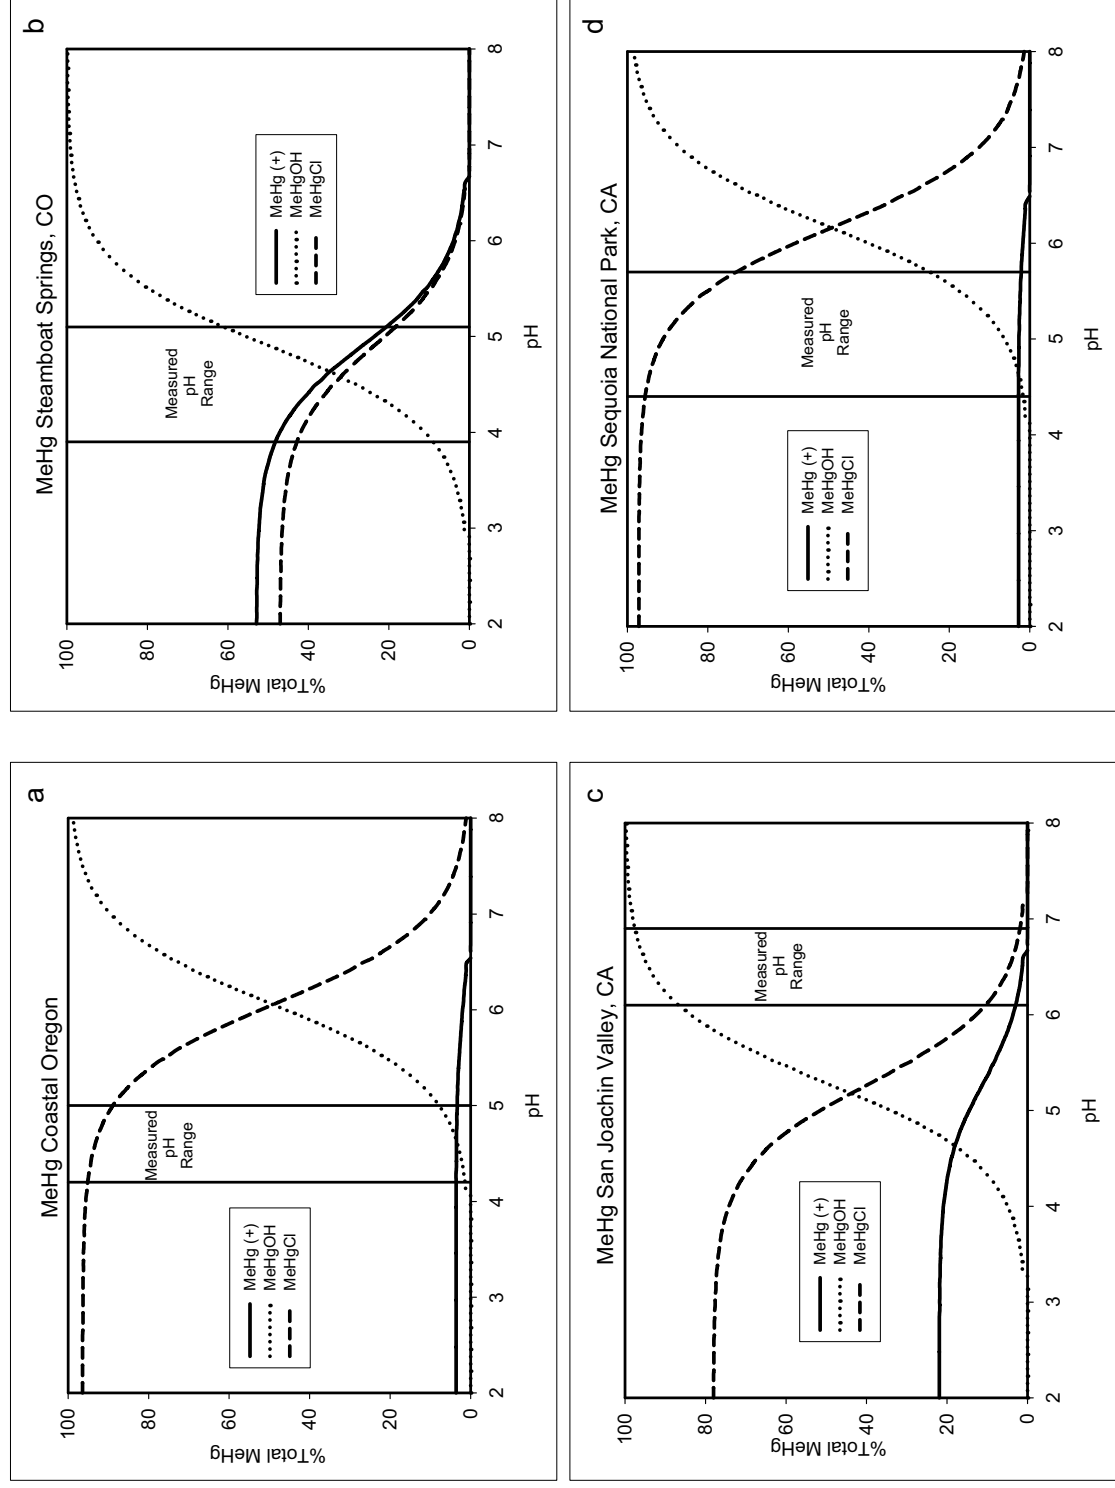 a
MeHg Coastal Oregon
100
80
60
40
20
0
%Total MeHg
2
3
4
5
6
7
8
pH
Measured
pH
Range
MeHg (+)
MeHgOH
MeHgCl
b
MeHg Steamboat Springs, CO
100
80
60
40
20
0
%Total MeHg
2
3
4
5
6
7
8
pH
Measured
pH
Range
MeHg (+)
MeHgOH
MeHgCl
c
MeHg San Joachin Valley, CA
100
80
60
40
20
0
%Total MeHg
2
3
4
5
6
7
8
pH
Measured
pH
Range
MeHg (+)
MeHgOH
MeHgCl
d
MeHg Sequoia National Park, CA
100
80
60
40
20
0
%Total MeHg
2
3
4
5
6
7
8
pH
Measured
pH
Range
MeHg (+)
MeHgOH
MeHgCl